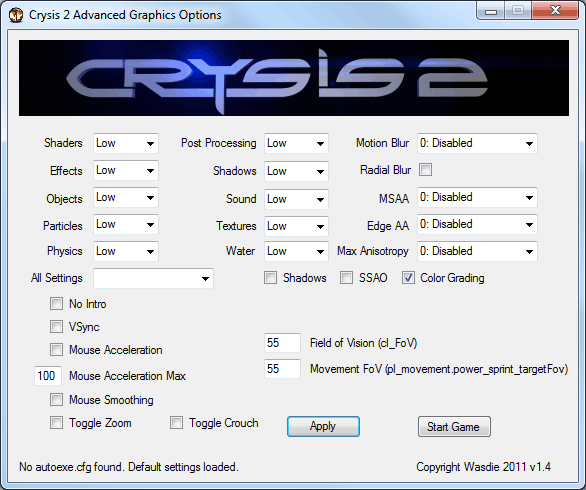 Crysis 2 Advanced Graphics Options
CRYSIS 2
Shaders Low Post Processing Low Motion Blur 0: Disabled
Effects Low Shadows Low Radial Blur
Objects Low Sound Low MSAA 0: Disabled
Particles Low Textures Low Edge AA 0: Disabled
Physics Low Water Low Max Anisotropy 0: Disabled
All Settings Shadows SSAO Color Grading
No Intro
VSync
Mouse Acceleration 55 Field of Vision (cl_FoV)
100 Mouse Acceleration Max 55 Movement FoV (pl_movement.power_sprint_targetFov)
Mouse Smoothing
Toggle Zoom Toggle Crouch Apply Start Game
No autoexe.cfg found. Default settings loaded. Copyright Wasdie 2011 v1.4